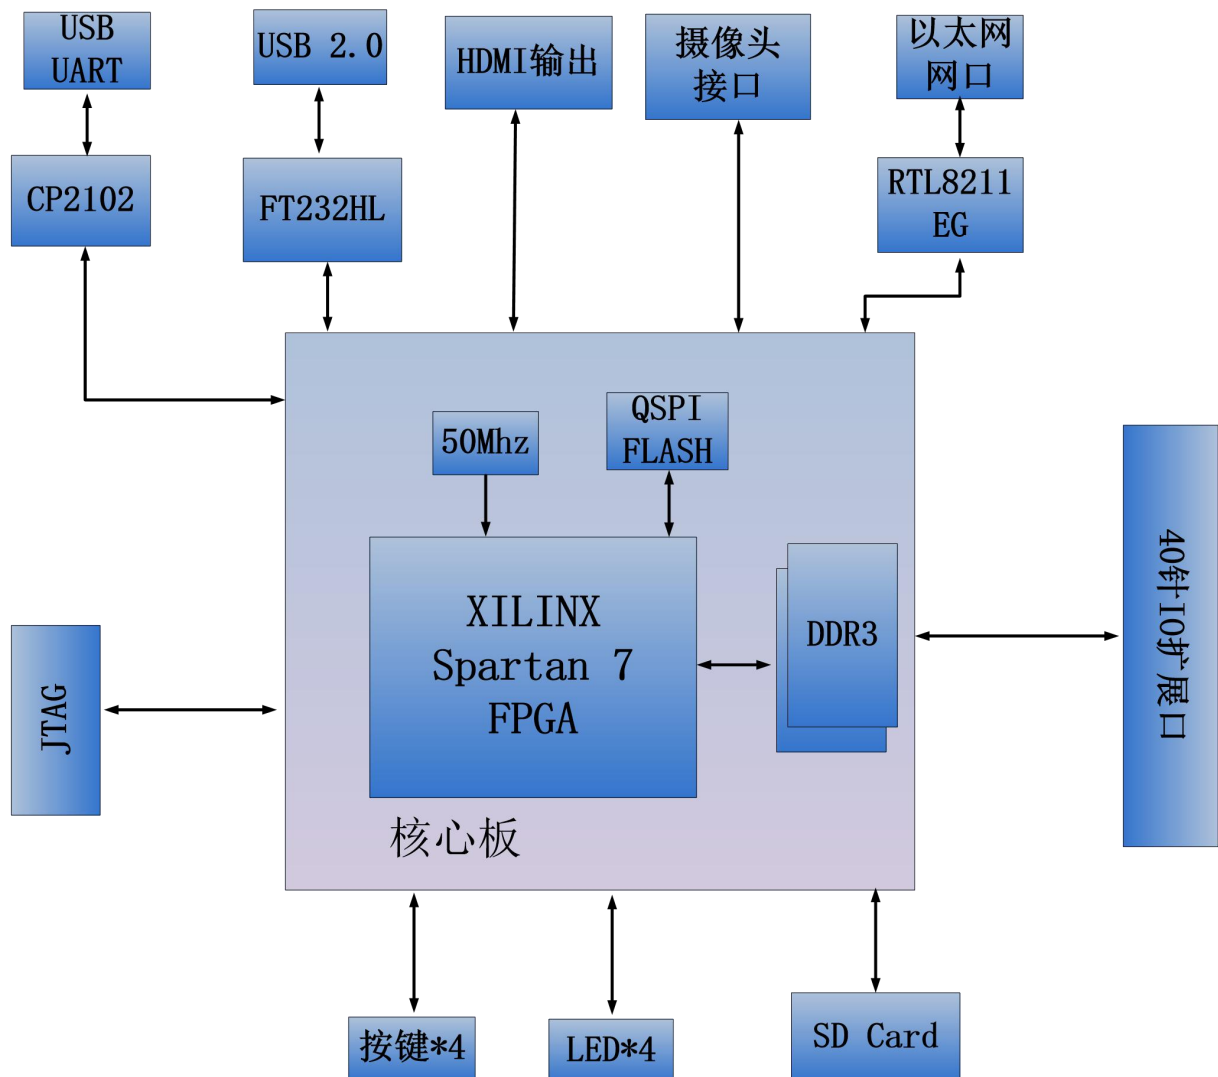 USB
UART
USB 2.0
HDMI输出
摄像头
接口
以太网
网口
CP2102
FT232HL
RTL8211
EG
50Mhz
QSPI
FLASH
XILINX
Spartan 7
FPGA
DDR3
核心板
JTAG
40针IO扩展口
按键*4
LED*4
SD Card